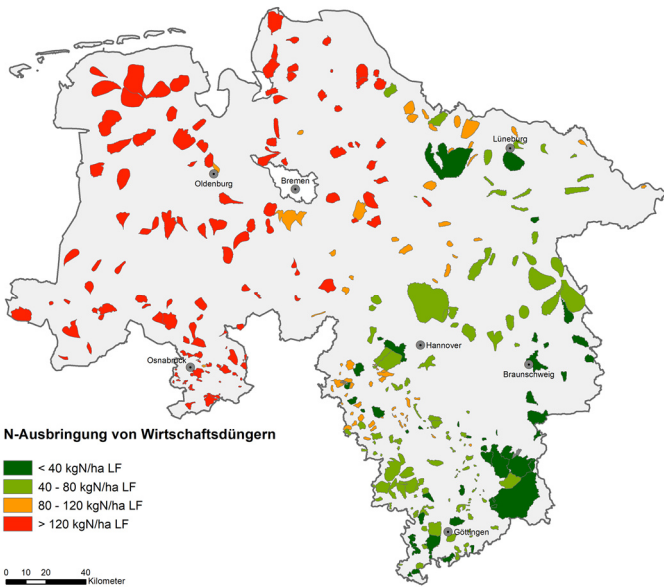 Lüneburg
Oldenburg
Bremen
Hannover
Osnabrück
Braunschweig
N-Ausbringung von Wirtschaftsdüngern
< 40 kgN/ha LF
40 - 80 kgN/ha LF
80 - 120 kgN/ha LF
> 120 kgN/ha LF
Göttingen
0 10 20 40
Kilometer